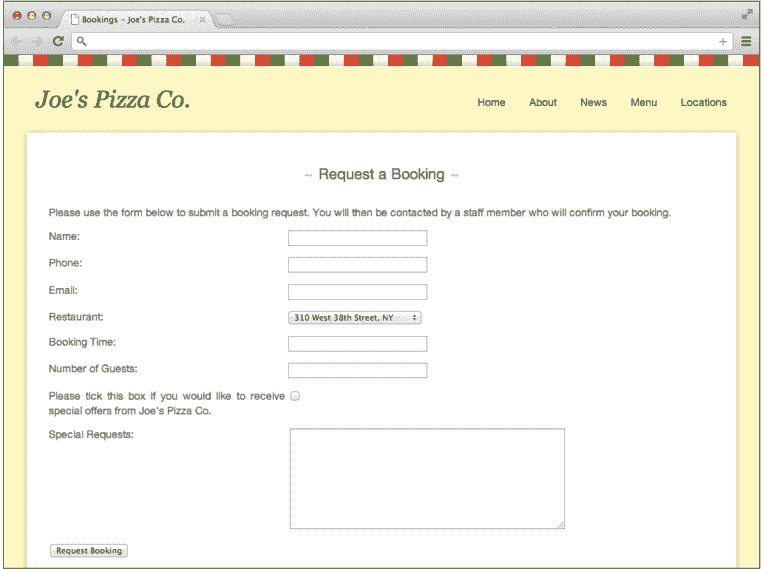 Bookings – Joe's Pizza Co.
Joe's Pizza Co.
Home About News Menu Locations
~ Request a Booking ~
Please use the form below to submit a booking request. You will then be contacted by a staff member who will confirm your booking.
Name:
Phone:
Email:
Restaurant: 310 West 38th Street, NY
Booking Time:
Number of Guests:
Please tick this box if you would like to receive
special offers from Joe's Pizza Co.
Special Requests:
Request Booking